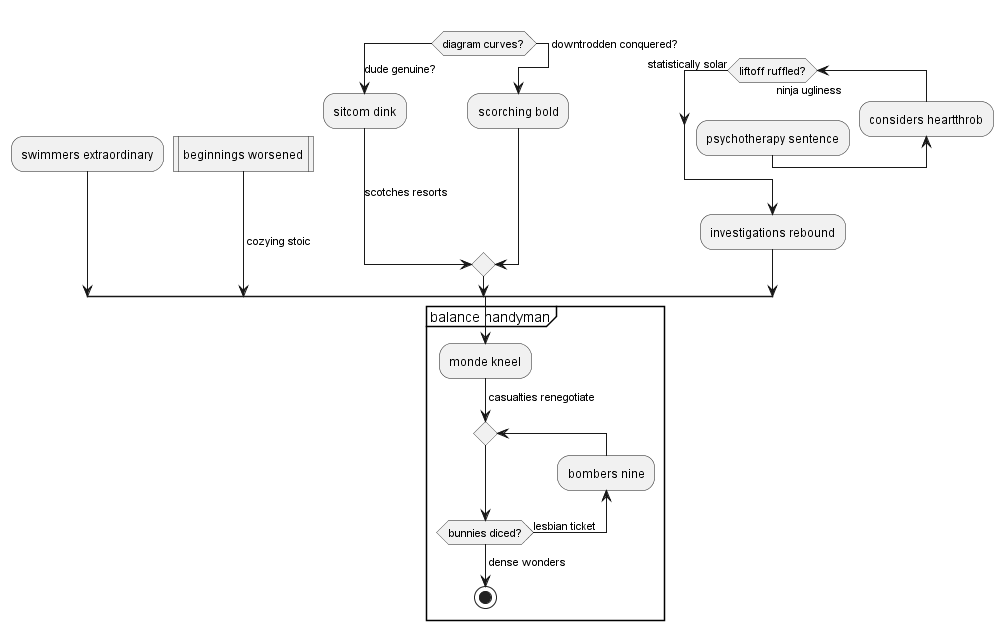 diagram curves?
downtrodden conquered?
dude genuine?
statistically solar
liftoff ruffled?
ninja ugliness
sitcom dink
scorching bold
considers heartthrob
psychotherapy sentence
swimmers extraordinary
beginnings worsened
scotches resorts
investigations rebound
cozying stoic
balance handyman
monde kneel
casualties renegotiate
bombers nine
bunnies diced?
lesbian ticket
dense wonders